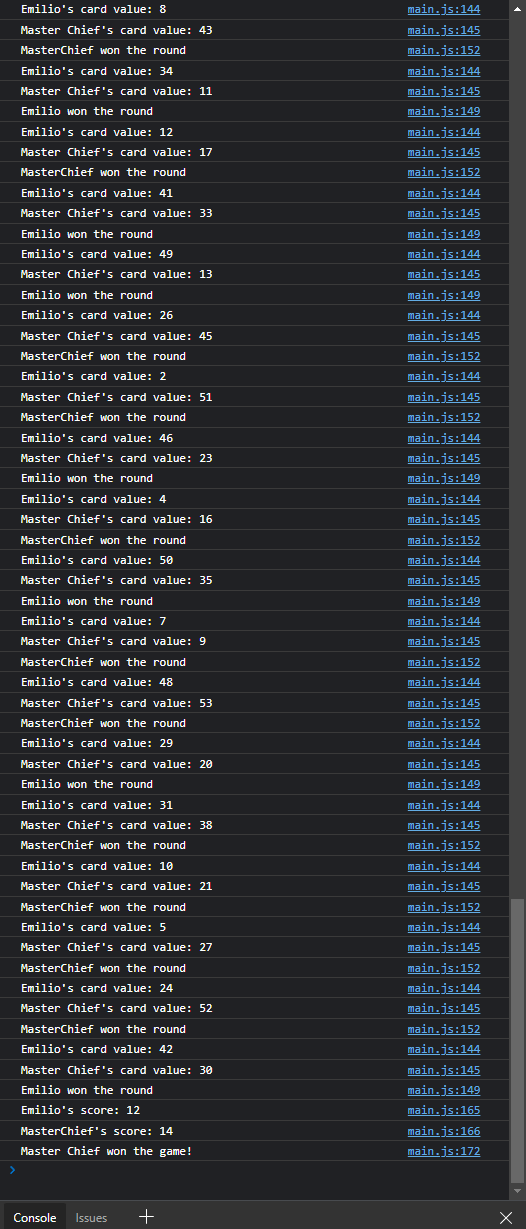 Emilio's card value: 8 main.js:144
Master Chief's card value: 43 main.js:145
MasterChief won the round main.js:152
Emilio's card value: 34 main.js:144
Master Chief's card value: 11 main.js:145
Emilio won the round main.js:149
Emilio's card value: 12 main.js:144
Master Chief's card value: 17 main.js:145
MasterChief won the round main.js:152
Emilio's card value: 41 main.js:144
Master Chief's card value: 33 main.js:145
Emilio won the round main.js:149
Emilio's card value: 49 main.js:144
Master Chief's card value: 13 main.js:145
Emilio won the round main.js:149
Emilio's card value: 26 main.js:144
Master Chief's card value: 45 main.js:145
MasterChief won the round main.js:152
Emilio's card value: 2 main.js:144
Master Chief's card value: 51 main.js:145
MasterChief won the round main.js:152
Emilio's card value: 46 main.js:144
Master Chief's card value: 23 main.js:145
Emilio won the round main.js:149
Emilio's card value: 4 main.js:144
Master Chief's card value: 16 main.js:145
MasterChief won the round main.js:152
Emilio's card value: 50 main.js:144
Master Chief's card value: 35 main.js:145
Emilio won the round main.js:149
Emilio's card value: 7 main.js:144
Master Chief's card value: 9 main.js:145
MasterChief won the round main.js:152
Emilio's card value: 48 main.js:144
Master Chief's card value: 53 main.js:145
MasterChief won the round main.js:152
Emilio's card value: 29 main.js:144
Master Chief's card value: 20 main.js:145
Emilio won the round main.js:149
Emilio's card value: 31 main.js:144
Master Chief's card value: 38 main.js:145
MasterChief won the round main.js:152
Emilio's card value: 10 main.js:144
Master Chief's card value: 21 main.js:145
MasterChief won the round main.js:152
Emilio's card value: 5 main.js:144
Master Chief's card value: 27 main.js:145
MasterChief won the round main.js:152
Emilio's card value: 24 main.js:144
Master Chief's card value: 52 main.js:145
MasterChief won the round main.js:152
Emilio's card value: 42 main.js:144
Master Chief's card value: 30 main.js:145
Emilio won the round main.js:149
Emilio's score: 12 main.js:165
MasterChief's score: 14 main.js:166
Master Chief won the game! main.js:172
Console Issues